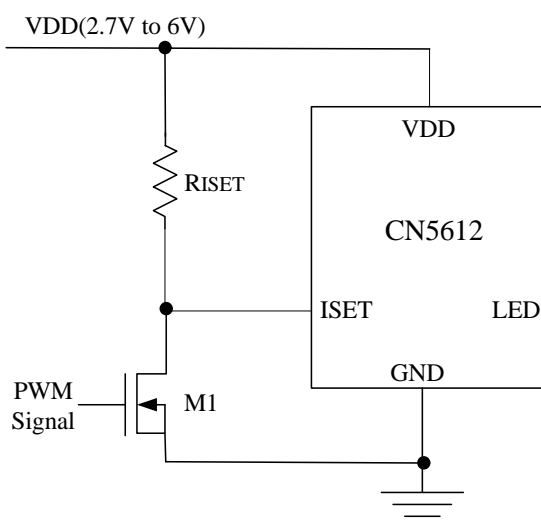 VDD(2.7V to 6V)
VDD
RISET
CN5612
ISET
LED
GND
PWM
Signal
M1